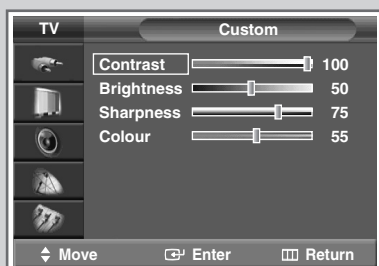 TV Custom
Contrast 100
Brightness 50
Sharpness 75
Colour 55
Move Enter Return